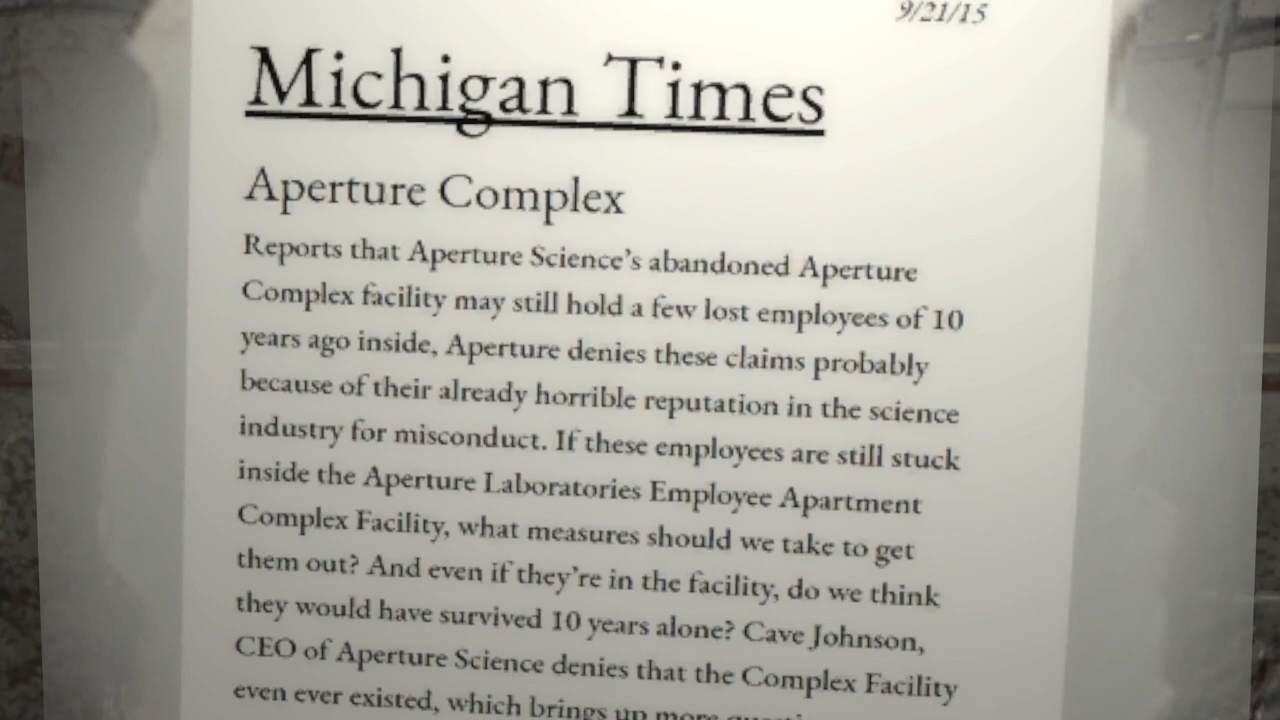 9/21/15
Michigan Times
Aperture Complex
Reports that Aperture Science's abandoned Aperture
Complex facility may still hold a few lost employees of 10
years ago inside, Aperture denies these claims probably
because of their already horrible reputation in the science
industry for misconduct. If these employees are still stuck
inside the Aperture Laboratories Employee Apartment
Complex Facility, what measures should we take to get
them out? And even if they're in the facility, do we think
they would have survived 10 years alone? Cave Johnson,
CEO of Aperture Science denies that the Complex Facility
even ever existed, which brings up more